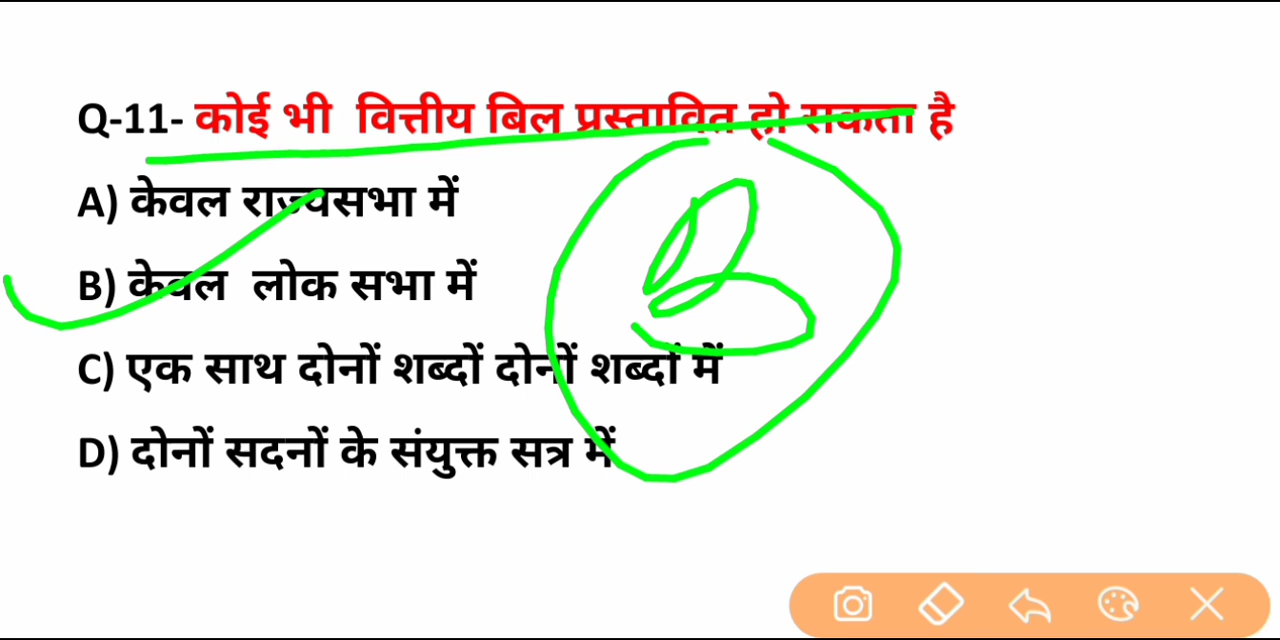 Q-11- कोई भी वित्तीय बिल प्रस्तावित हो सकता है
A) केवल राज्यसभा में
B) केवल लोक सभा में
B
C) एक साथ दोनों शब्दों दोनों शब्दों में
D) दोनों सदनों के संयुक्त सत्र में